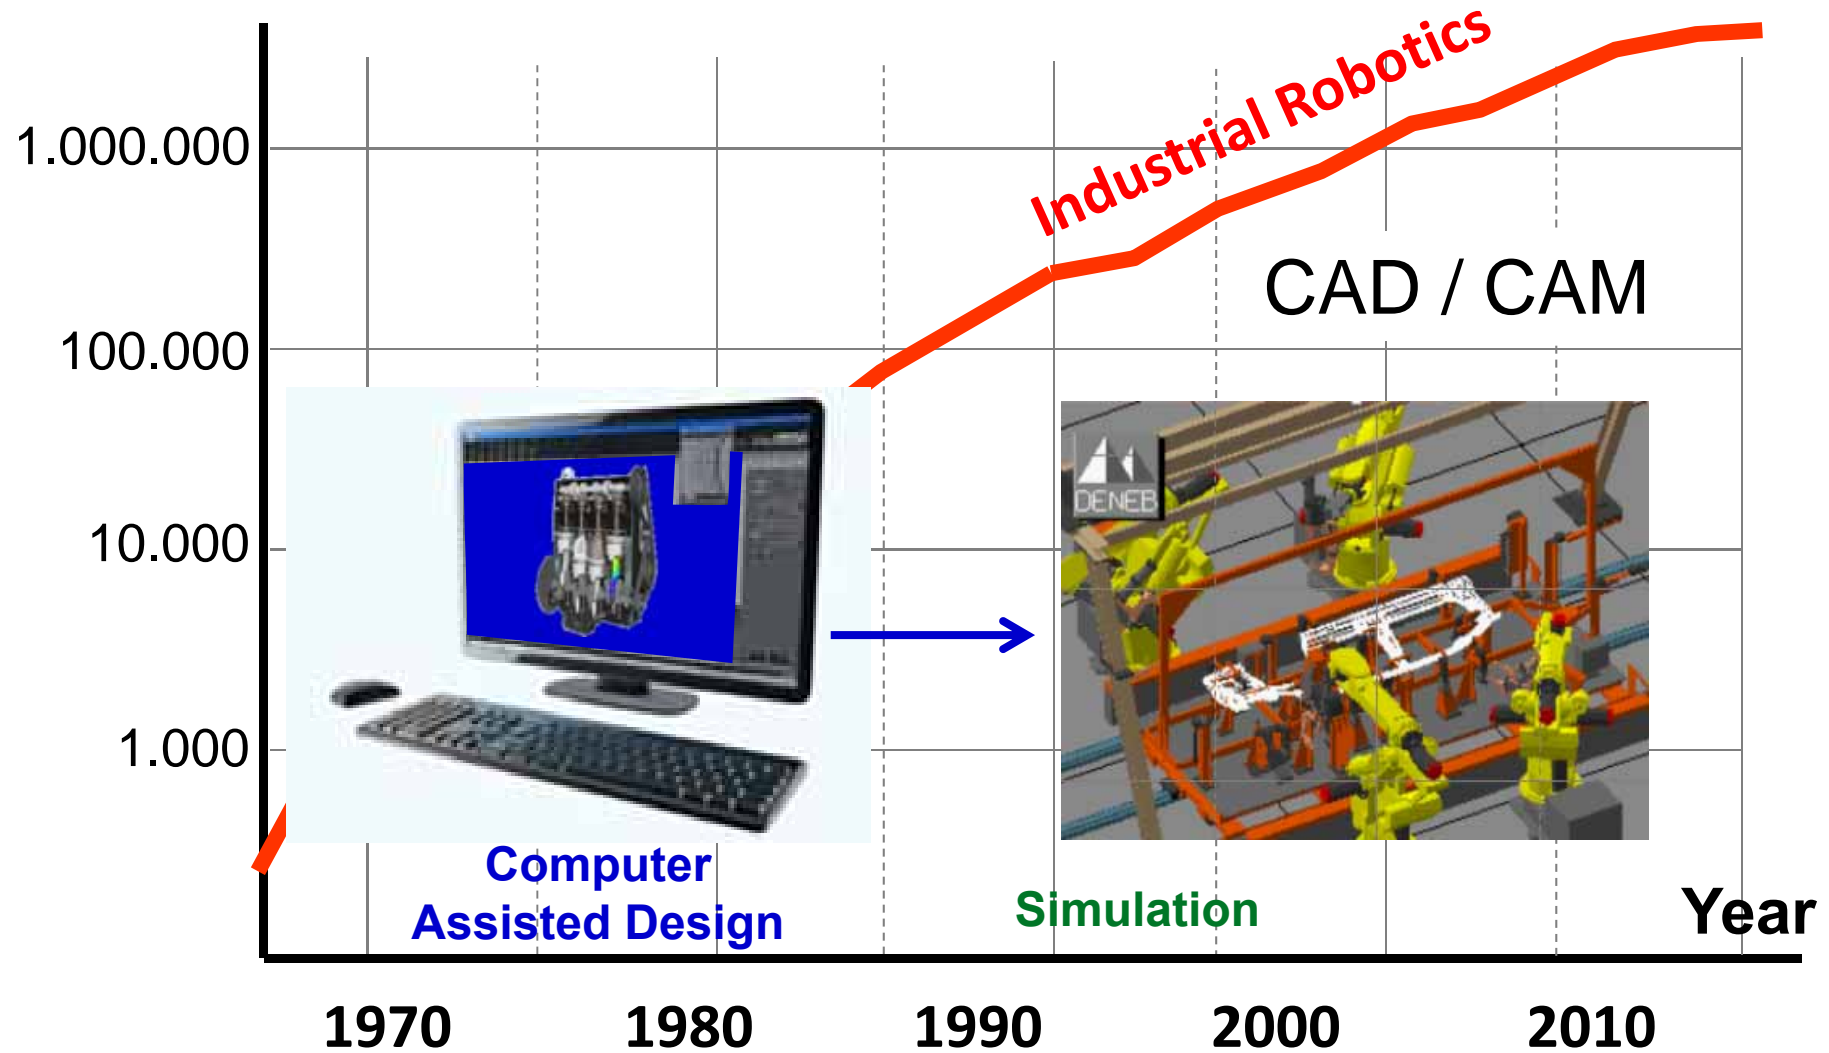 Industrial Robotics
1.000.000
CAD / CAM
100.000
10.000
1.000
DENEB
Computer
Assisted Design
Simulation
Year
1970 1980 1990 2000 2010